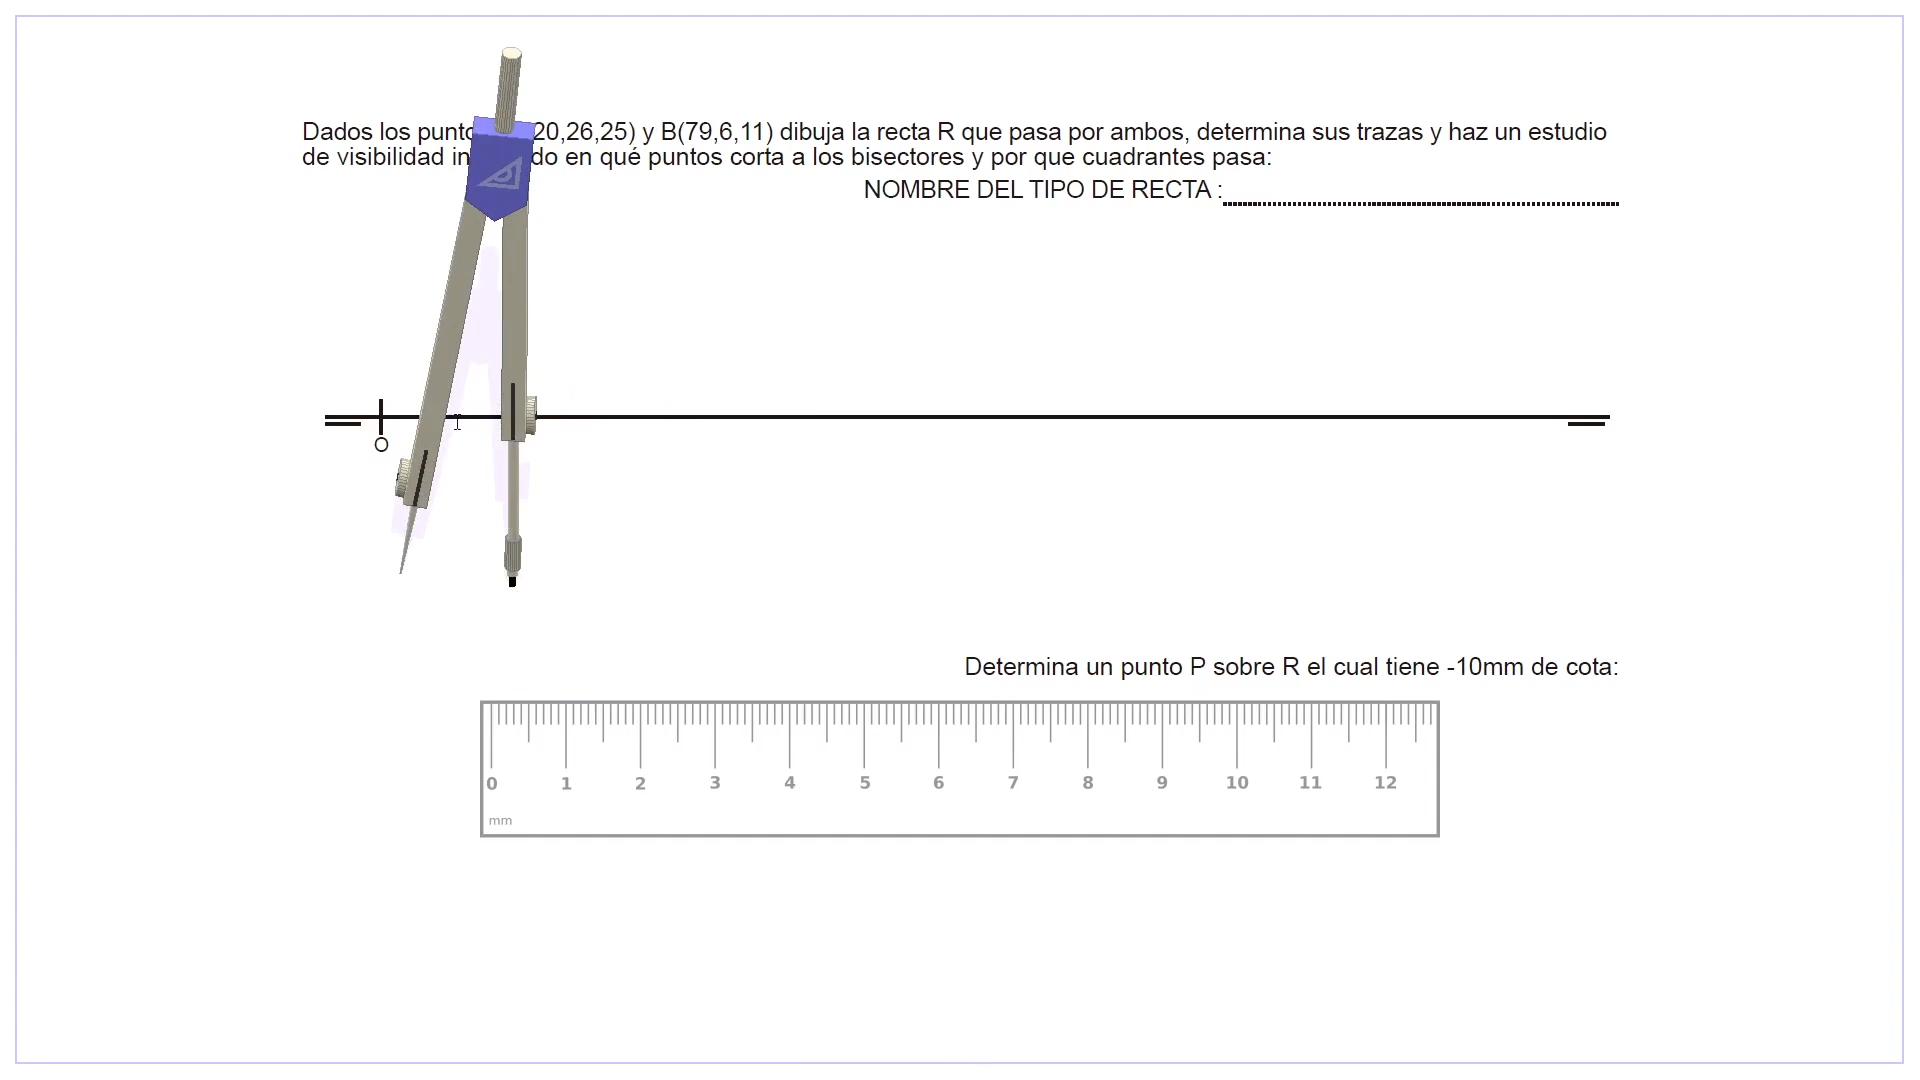 Dados los punto 20,26,25) y B(79,6,11) dibuja la recta R que pasa por ambos, determina sus trazas y haz un estudio
de visibilidad in do en qué puntos corta a los bisectores y por que cuadrantes pasa:
NOMBRE DEL TIPO DE RECTA :
O
Determina un punto P sobre R el cual tiene -10mm de cota:
0 1 2 3 4 5 6 7 8 9 10 11 12
mm